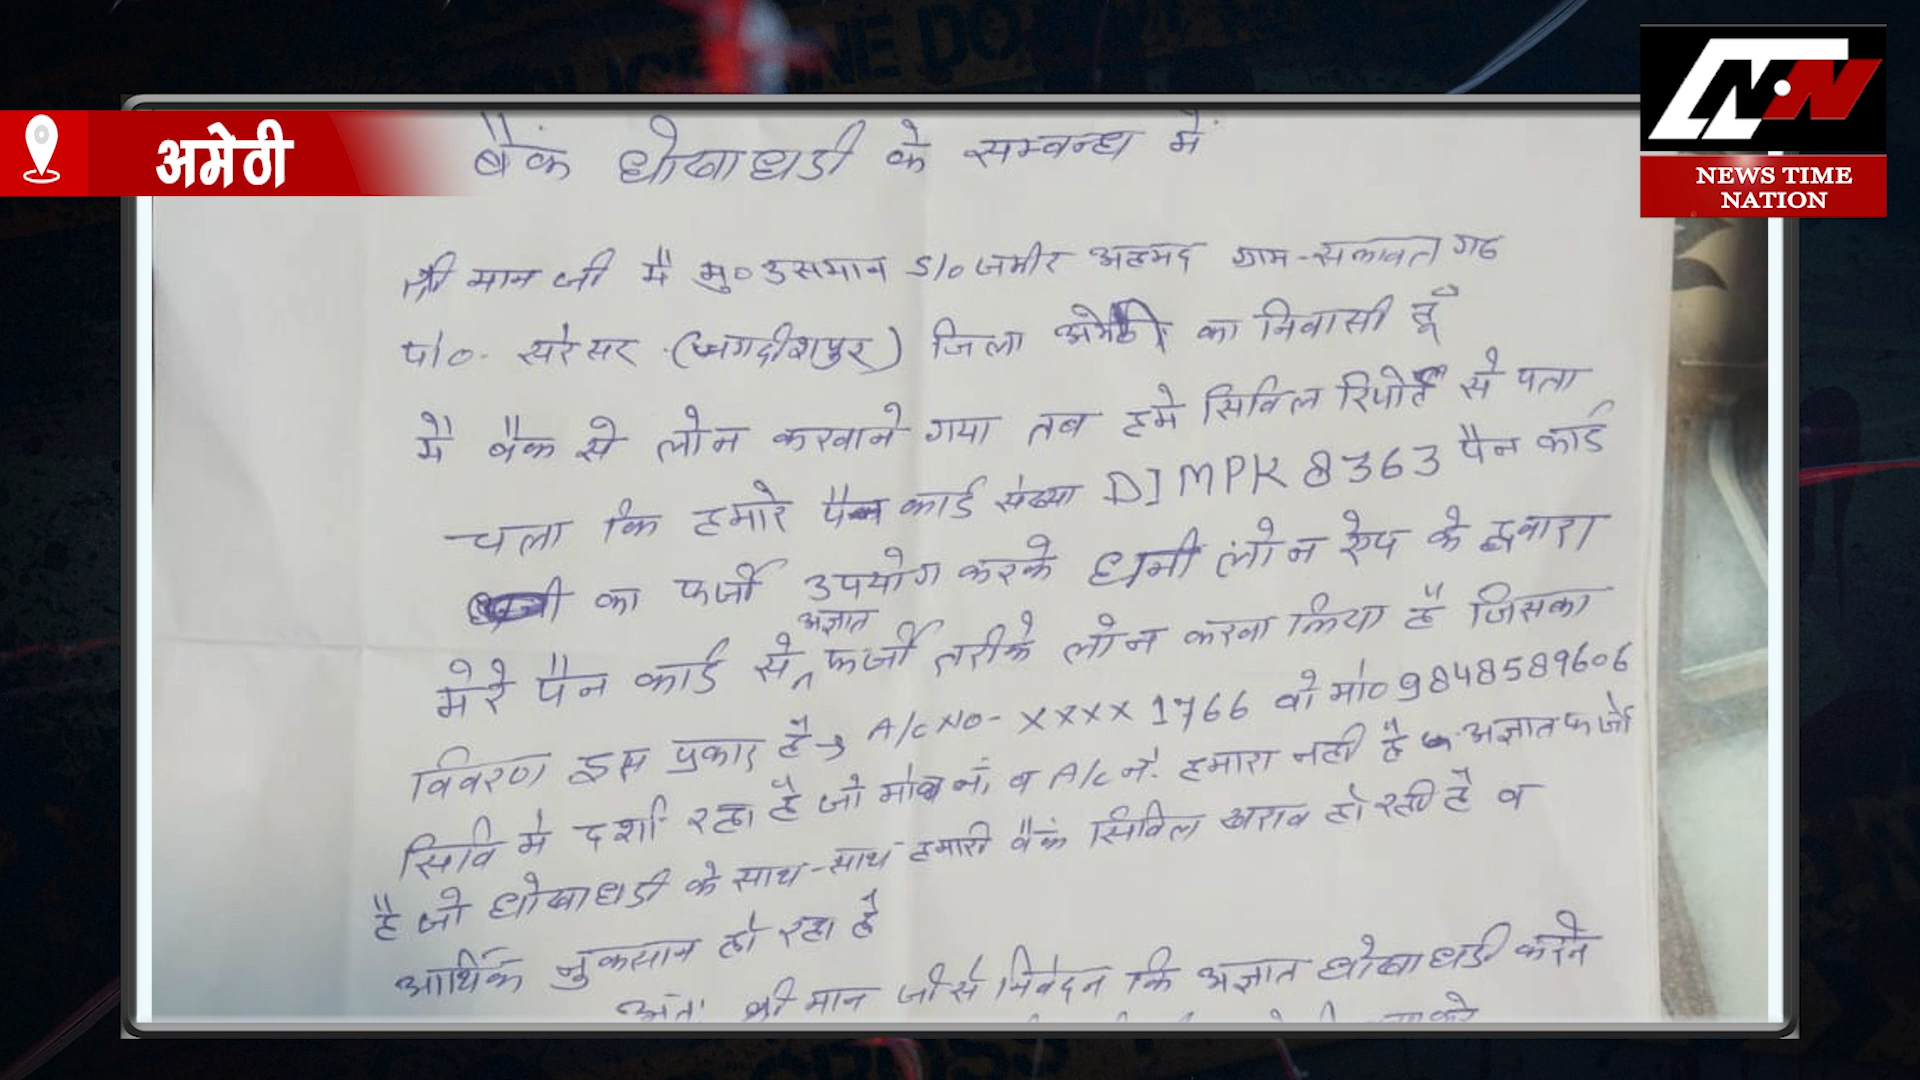 अमेठी
NEWS TIME
NATION
बैंक धोखाधडी के सम्बन्ध में
श्री मान जी मैं मु० उसमान S/o जमीर अहमद ग्राम-सलावत गढ
पो०- सरेसर (जगदीशपुर) जिला अमेठी का निवासी हूँ
मै बैक से लोन करवाने गया तब हमे सिविल रिपोर्ट से पता
चला कि हमारे पैन कार्ड संख्या DJMPK8363 पैन कार्ड
का फर्जी उपयोग करके धनी लोन ऐप के द्वारा
मेरे पैन कार्ड से अज्ञात फर्जी तरीके लोन करवा लिया है जिसका
विवरण इस प्रकार है→ A/c No- XXXX 1766 वो मो० 9848589606
सिवि मे दर्शा रहा है जो मोब नं. व A/c नं. हमारा नही है अज्ञात फर्जी
है जो धोखाधडी के साथ-साथ हमारी बैंक सिविल खराब हो रही है व
आर्थिक नुकसान हो रहा है
अंतः श्री मान जी से निवेदन कि अज्ञात धोखाधडी करने